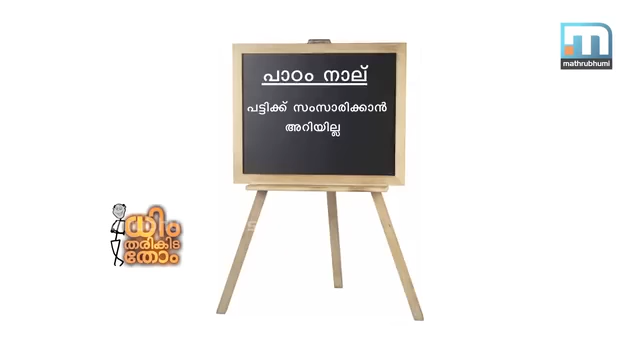 mathrubhumi
പാഠം നാല്
പട്ടിക്ക് സംസാരിക്കാൻ
അറിയില്ല
ധിം
തരികിട
തോം